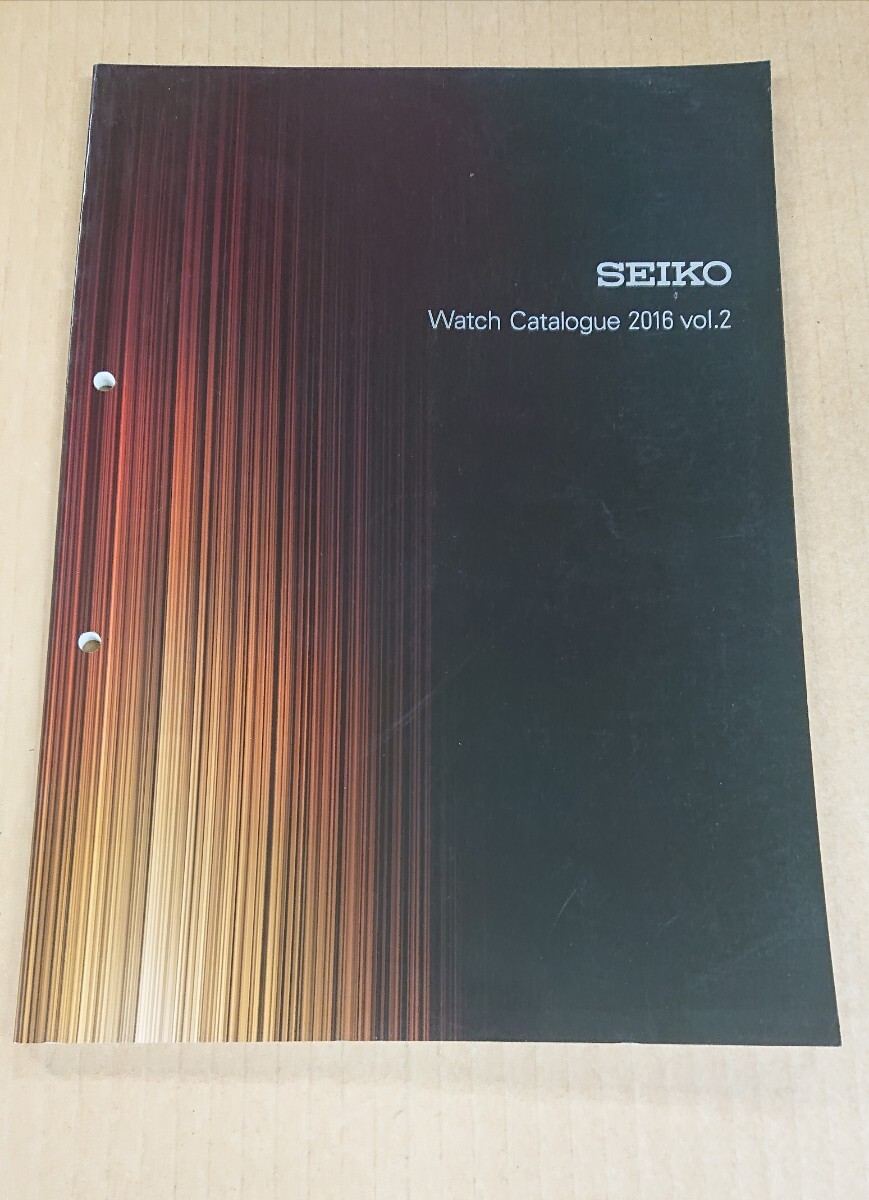 SEIKO
Watch Catalogue 2016 vol.2